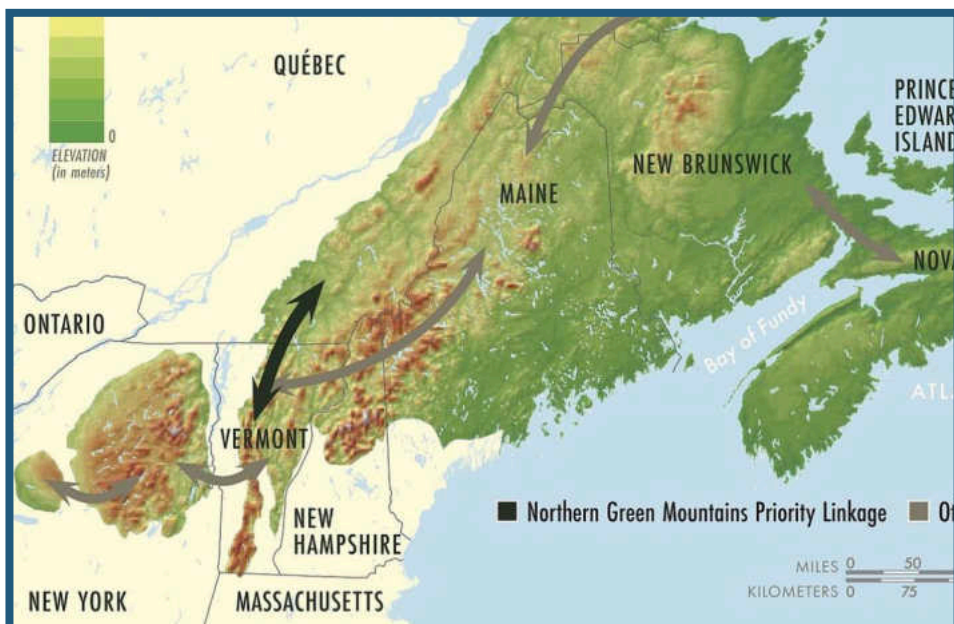 QUÉBEC
0
ELEVATION
(in meters)
PRINCE
EDWAR
ISLAND
NEW BRUNSWICK
MAINE
NOVA
ONTARIO
Bay of Fundy
ATL
VERMONT
NEW
HAMPSHIRE
Northern Green Mountains Priority Linkage
Ot
MILES 0 50
KILOMETERS 0 75
NEW YORK
MASSACHUSETTS